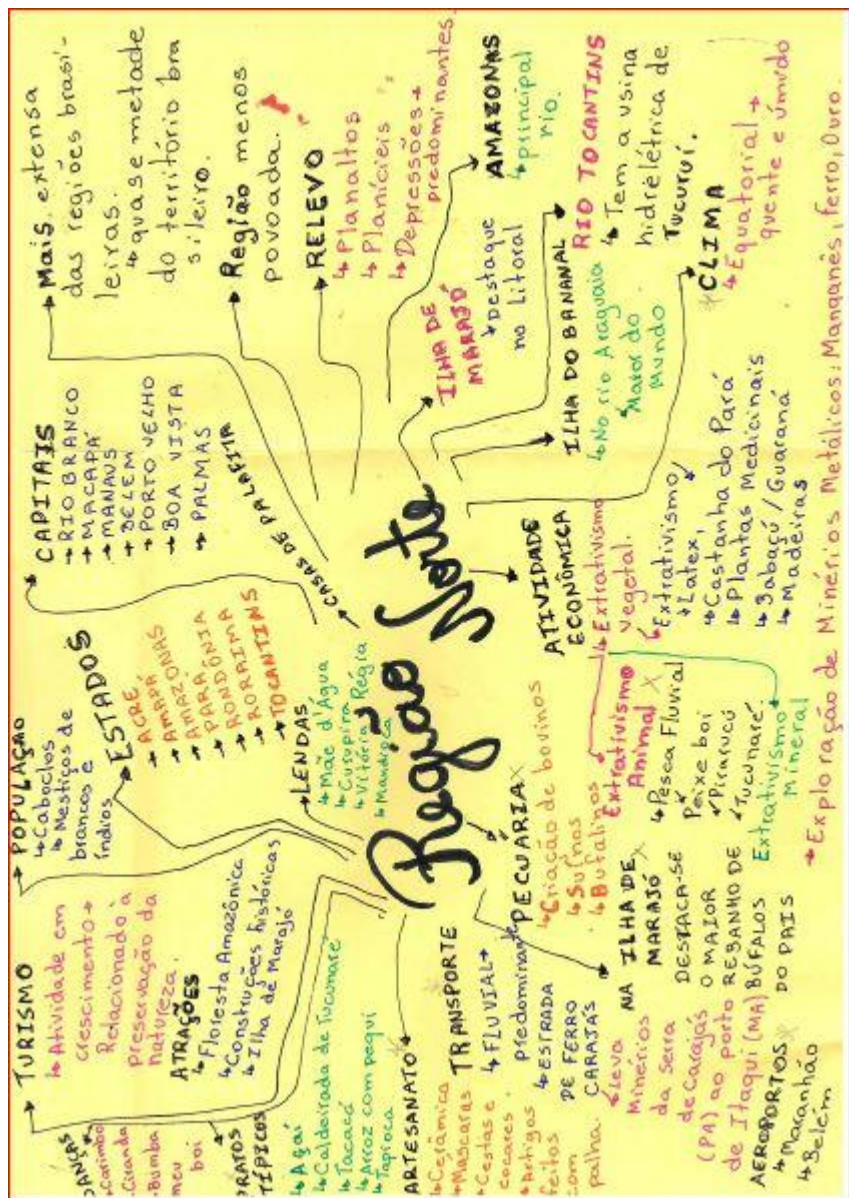 Região Norte
TURISMO
Atividade em
crescimento →
Relacionado à
Preservação da
natureza.
ATRAÇÕES
Floresta Amazônica
Construções históricas
Ilha de Marajó
POPULAÇÃO
Caboclos
Mestiços de
brancos e
índios
ESTADOS
ACRE
AMAPÁ
AMAZONAS
PARÁ
RONDÔNIA
RORAIMA
TOCANTINS
CAPITAIS
RIO BRANCO
MACAPÁ
MANAUS
BELÉM
PORTO VELHO
BOA VISTA
PALMAS
CASAS DE PALAFITA
Mais extensa
das regiões brasi-
leiras.
quase metade
do território bra
sileiro.
Região menos
povoada.
RELEVO
Planaltos
Planícieis
Depressões →
predominantes.
AMAZONAS
principal
rio.
ILHA DE
MARAJÓ
Destaque
no litoral
RIO TOCANTINS
Tem a usina
hidrelétrica de
Tucuruí.
ILHA DO BANANAL
No rio Araguaia
Maior do
mundo
CLIMA
Equatorial →
quente e úmido
ATIVIDADE
ECONÔMICA
Extrativismo
vegetal.
Extrativismo
Latex,
Castanha do Pará
Plantas Medicinais
Babaçú / Guaraná
Madeiras
Extrativismo
Animal
Pesca Fluvial
Peixe boi
Pirarucú
Tucunaré
Extrativismo
Mineral
Exploração de Minérios Metálicos: Manganês, ferro, Ouro.
LENDAS
Mãe d'Água
Curupira
Vitória Régia
Mandioca
PECUÁRIA
Criação de bovinos
Suínos
Bufalinos
NA ILHA DE
MARAJÓ
DESTACA-SE
O MAIOR
REBANHO DE
BÚFALOS
DO PAIS
TRANSPORTE
FLUVIAL →
predominante
ESTRADA
DE FERRO
CARAJÁS
Leva
Minérios
da Serra
de Carajás
(PA) ao porto
de Itaqui (MA)
AEROPORTOS
Maranhão
Belém
ARTESANATO
Cerâmica
Máscaras
Cestas e
cocares.
Artigos
feitos
com
palha.
PRATOS
TÍPICOS
Açaí
Caldeirada de Tucunaré
Tacacá
Arroz com pequi
Tapioca
DANÇAS
Carimbó
Ciranda
Bumba
meu
boi